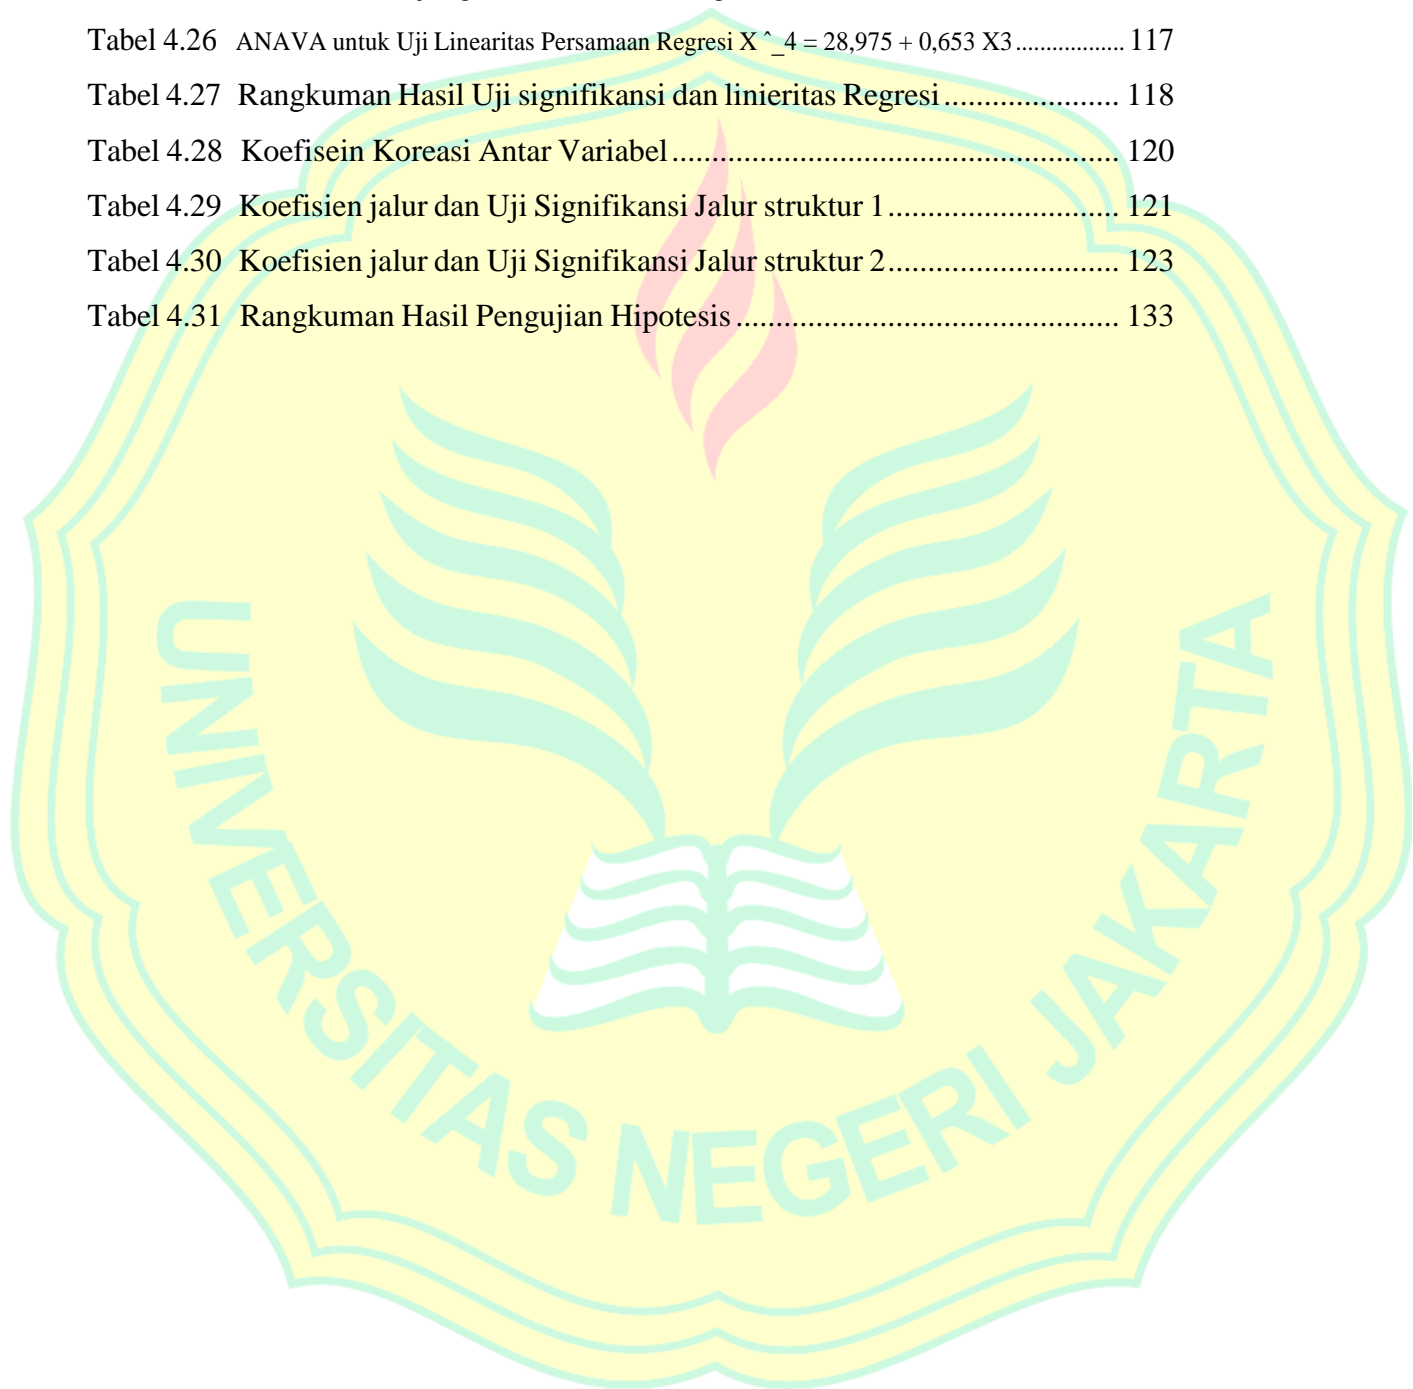 Tabel 4.26 ANAVA untuk Uji Linearitas Persamaan Regresi X ^_4 = 28,975 + 0,653 X3.................. 117
Tabel 4.27 Rangkuman Hasil Uji signifikansi dan linieritas Regresi...................... 118
Tabel 4.28 Koefisein Koreasi Antar Variabel........................................................ 120
Tabel 4.29 Koefisien jalur dan Uji Signifikansi Jalur struktur 1............................. 121
Tabel 4.30 Koefisien jalur dan Uji Signifikansi Jalur struktur 2............................. 123
Tabel 4.31 Rangkuman Hasil Pengujian Hipotesis................................................ 133
UNIVERSITAS NEGERI JAKARTA